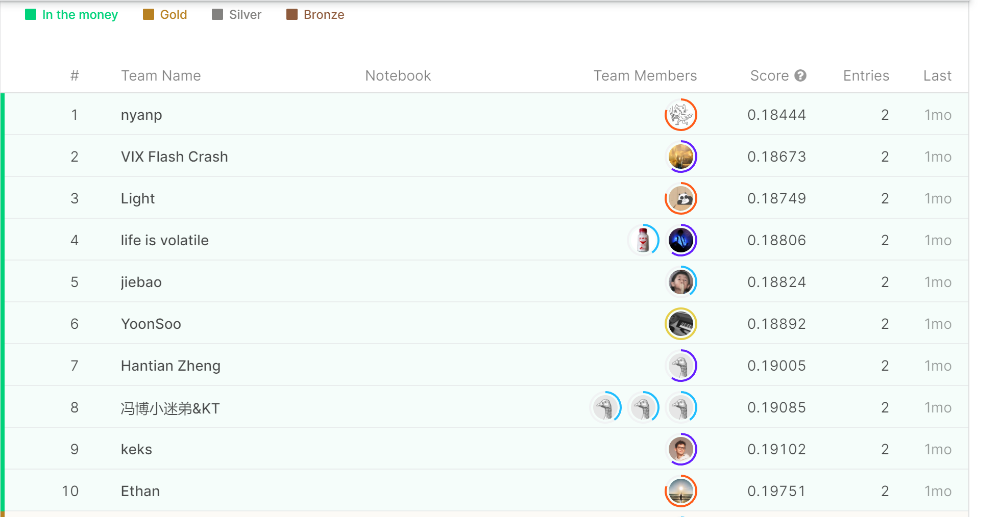 In the money Gold Silver Bronze
# Team Name Notebook Team Members Score Entries Last
1 nyanp 0.18444 2 1mo
2 VIX Flash Crash 0.18673 2 1mo
3 Light 0.18749 2 1mo
4 life is volatile 0.18806 2 1mo
5 jiebao 0.18824 2 1mo
6 YoonSoo 0.18892 2 1mo
7 Hantian Zheng 0.19005 2 1mo
8 冯博小迷弟&KT 0.19085 2 1mo
9 keks 0.19102 2 1mo
10 Ethan 0.19751 2 1mo